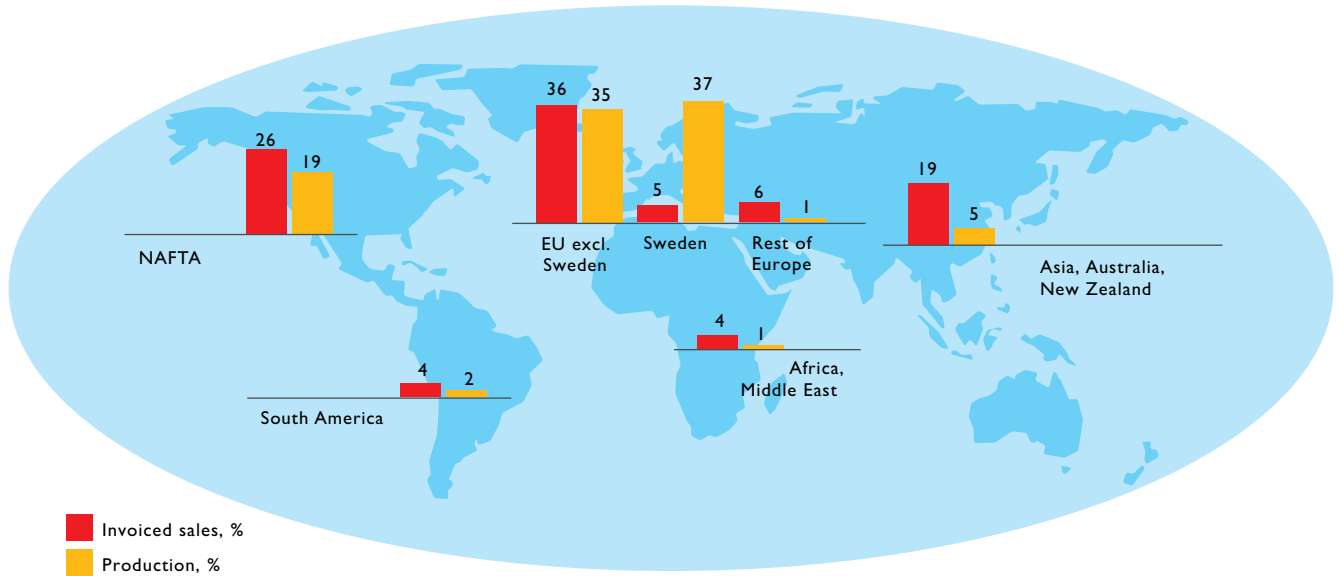 36
35
37
26
19
5
6
1
19
5
NAFTA
EU excl.
Sweden
Sweden
Rest of
Europe
Asia, Australia,
New Zealand
4
1
Africa,
Middle East
4
2
South America
Invoiced sales, %
Production, %